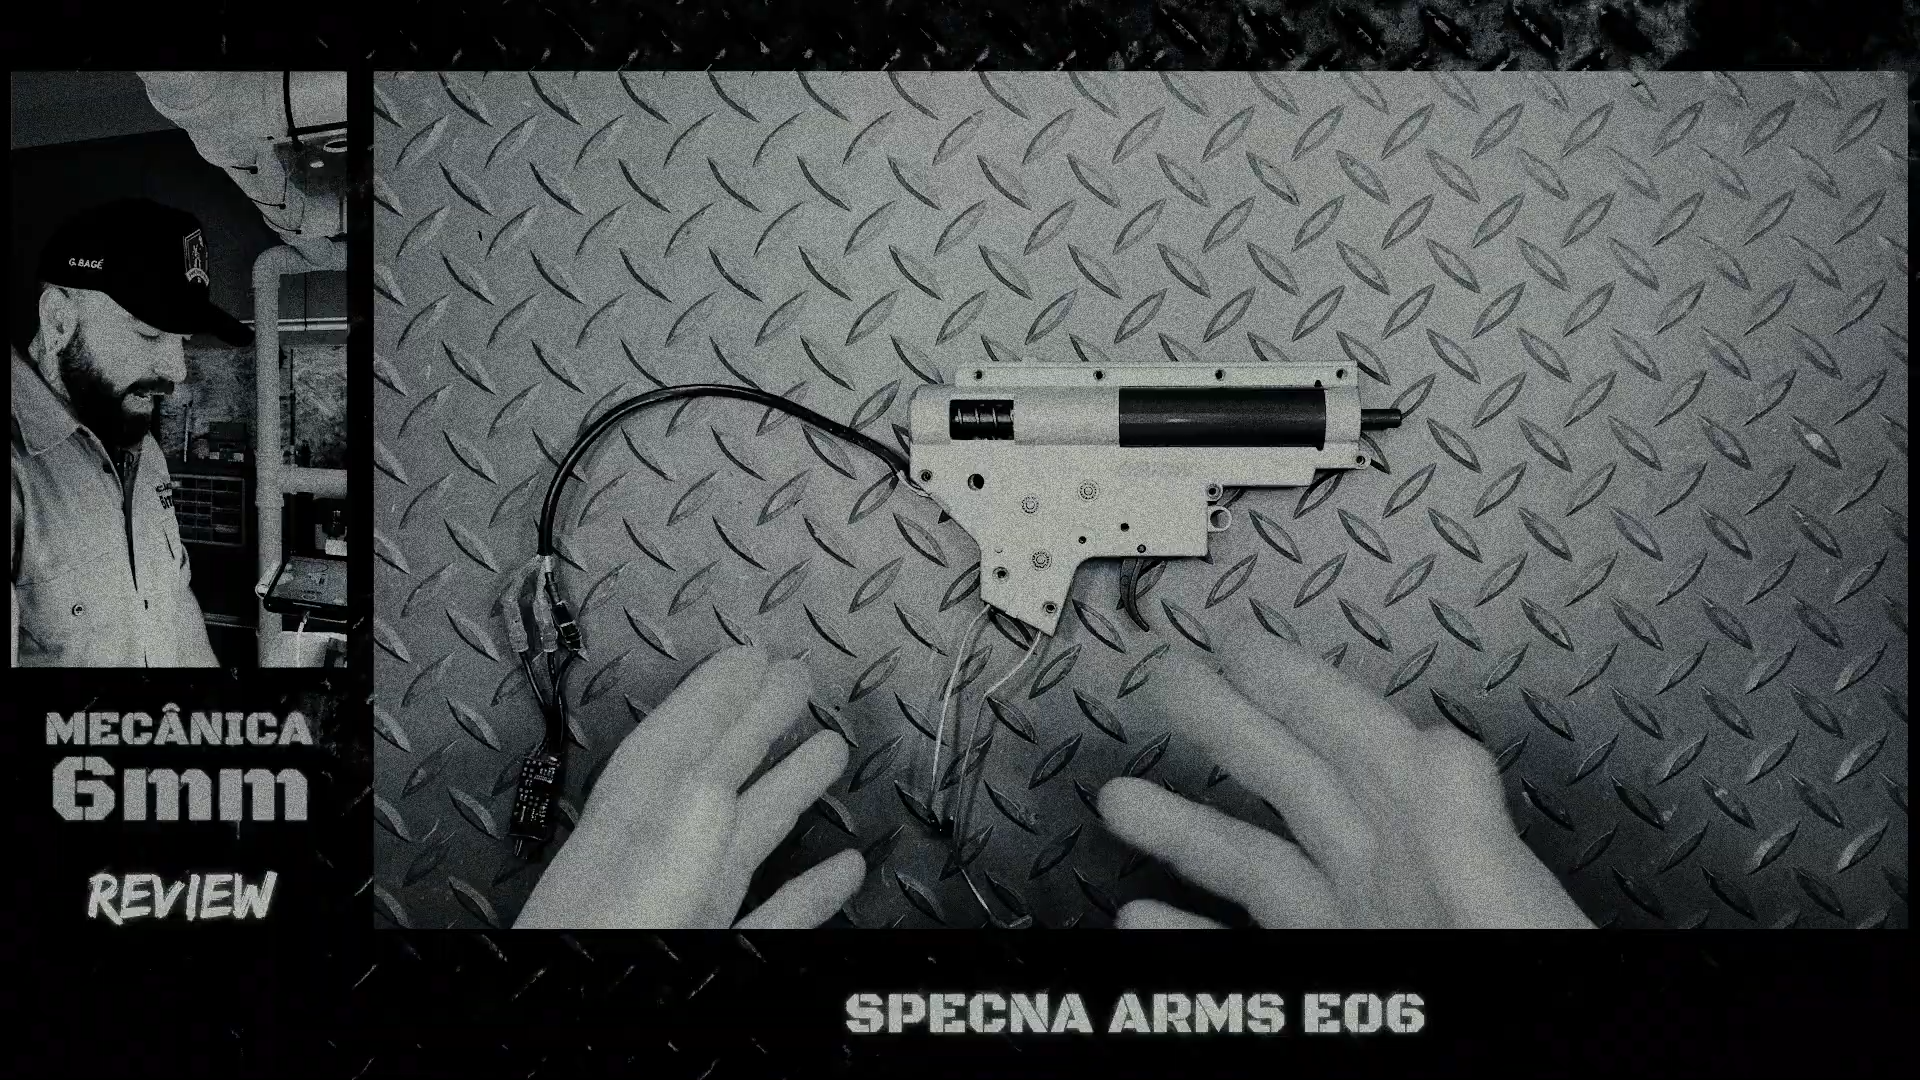 G.BAGÉ
MECÂNICA
6mm
REVIEW
SPECNA ARMS E06